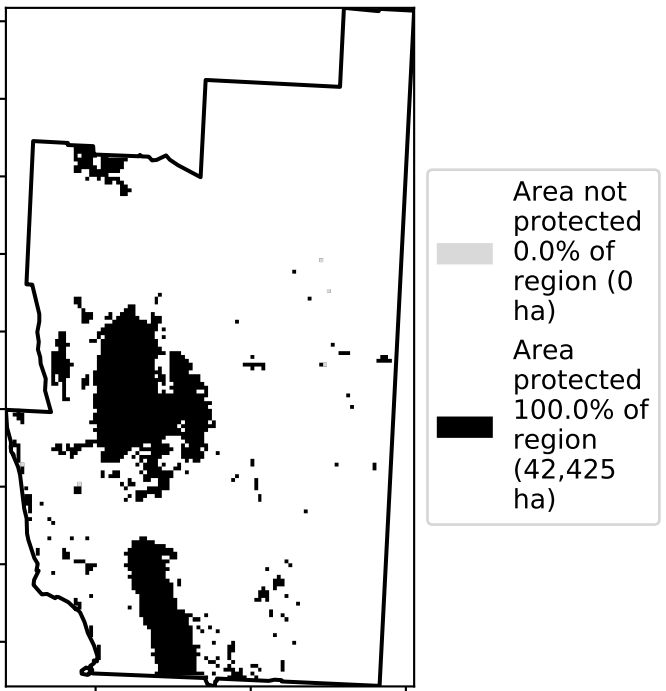 Area not
protected
0.0% of
region (0
ha)
Area
protected
100.0% of
region
(42,425
ha)